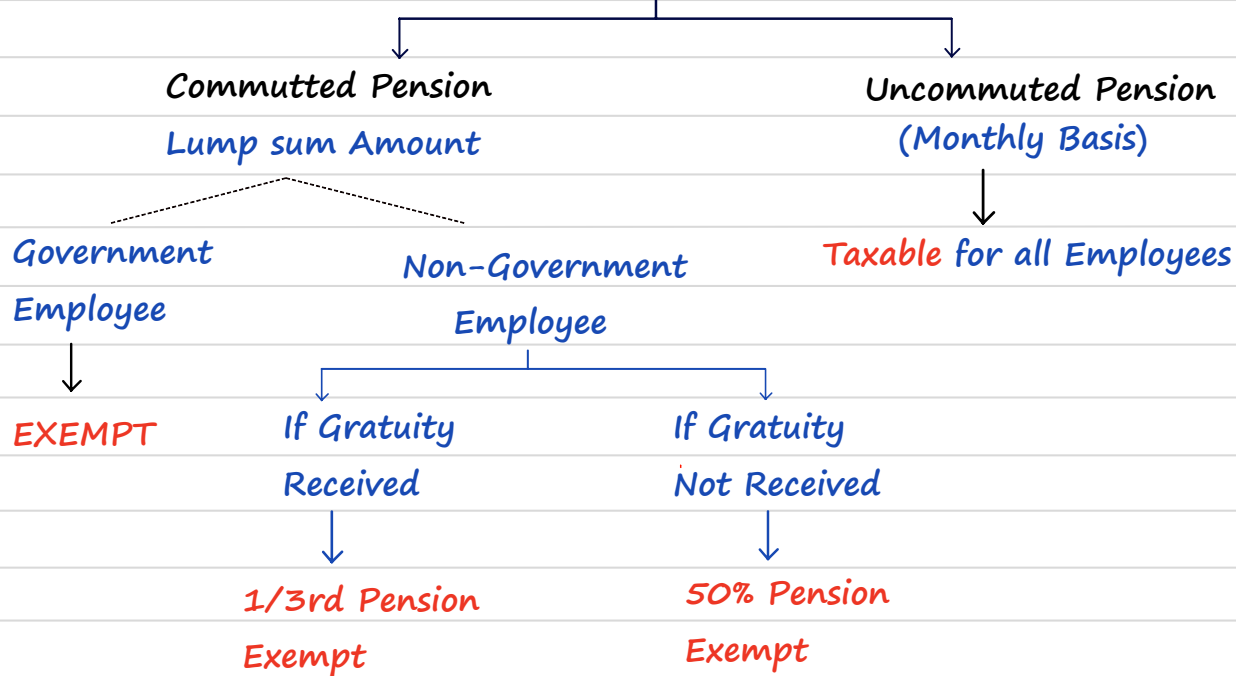 Commutted Pension
Lump sum Amount
Uncommuted Pension
(Monthly Basis)
Taxable for all Employees
Government
Employee
EXEMPT
Non-Government
Employee
If Gratuity
Received
1/3rd Pension
Exempt
If Gratuity
Not Received
50% Pension
Exempt